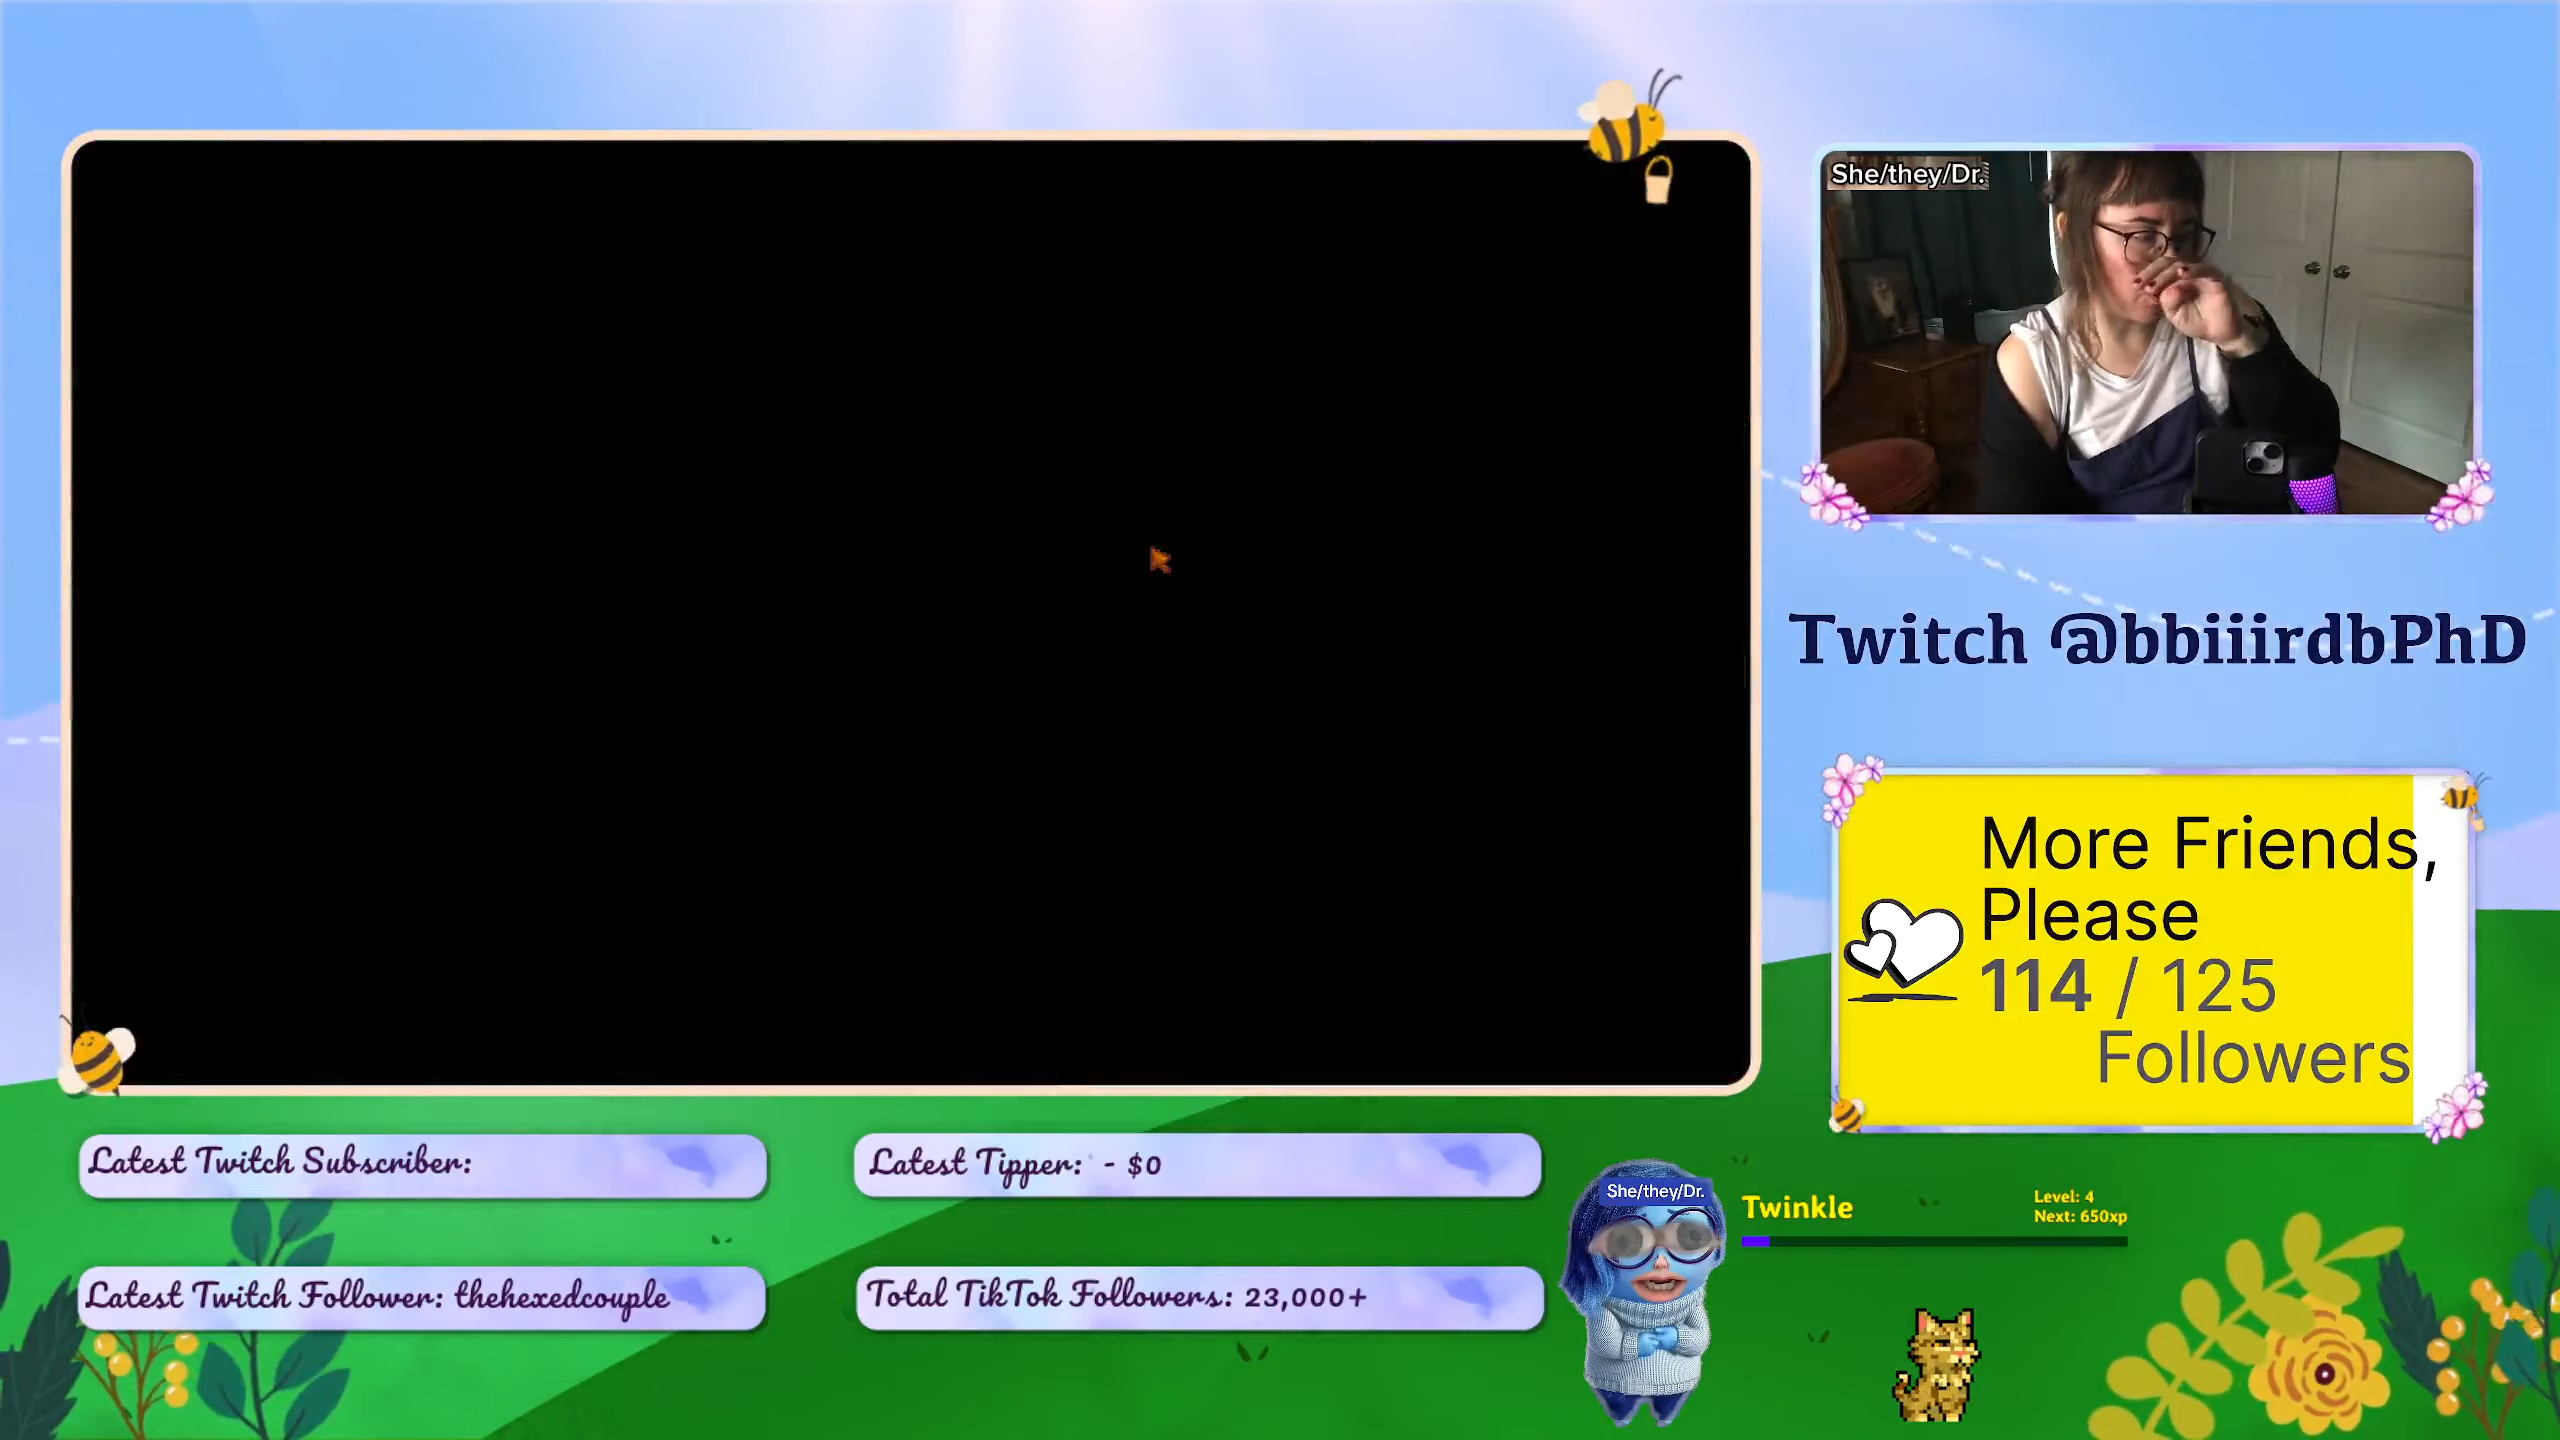 She/they/Dr.
Twitch @bbiiirdbPhD
More Friends,
Please
114 / 125
Followers
Latest Twitch Subscriber:
Latest Tipper: - $0
Latest Twitch Follower: thehexedcouple
Total TikTok Followers: 23,000+
She/they/Dr.
Twinkle
Level: 4
Next: 650xp